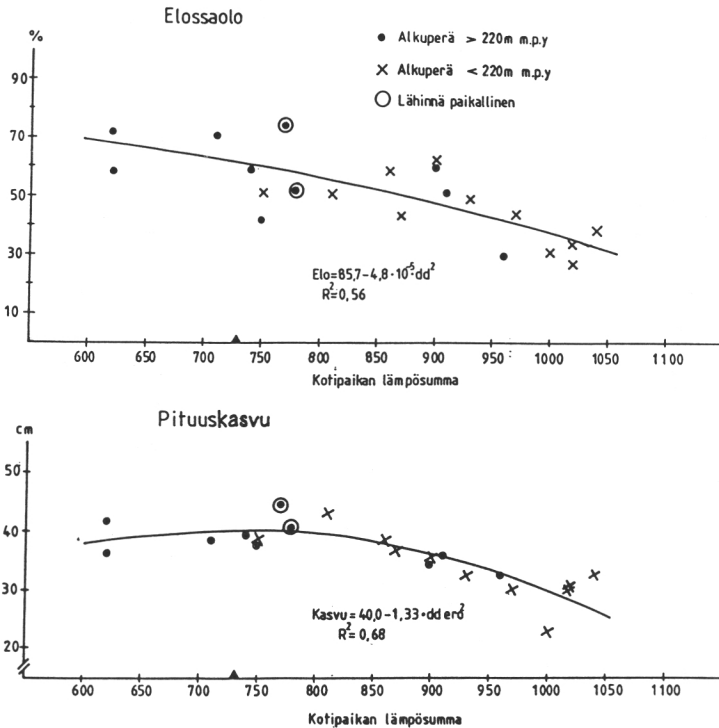 Elossaolo
%
● Alkuperä > 220m m.p.y
× Alkuperä < 220m m.p.y
Lähinnä paikallinen
90
70
50
30
10
Elo=85,7-4,8·10⁻⁵·dd²
R²=0,56
600 650 700 750 800 850 900 950 1000 1050 1100
Kotipaikan lämpösumma
Pituuskasvu
cm
50
40
30
20
Kasvu=40,0-1,33·dd ero²
R²=0,68
600 650 700 750 800 850 900 950 1000 1050 1100
Kotipaikan lämpösumma